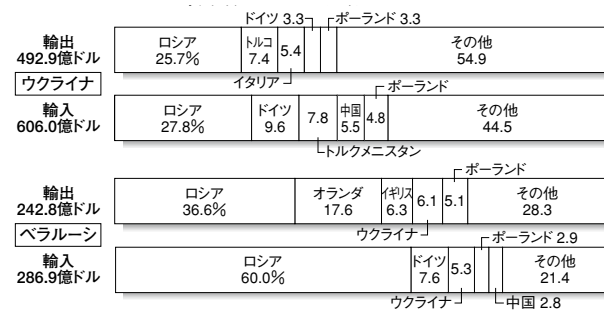 ドイツ 3.3 ポーランド 3.3
輸出
492.9億ドル
ロシア
25.7%
トルコ
7.4
5.4
その他
54.9
イタリア
ウクライナ
ポーランド
輸入
606.0億ドル
ロシア
27.8%
ドイツ
9.6
7.8
中国
5.5
4.8
その他
44.5
トルクメニスタン
ポーランド
輸出
242.8億ドル
ロシア
36.6%
オランダ
17.6
イギリス
6.3
6.1
5.1
その他
28.3
ウクライナ
ベラルーシ
ポーランド 2.9
輸入
286.9億ドル
ロシア
60.0%
ドイツ
7.6
5.3
その他
21.4
ウクライナ
中国 2.8